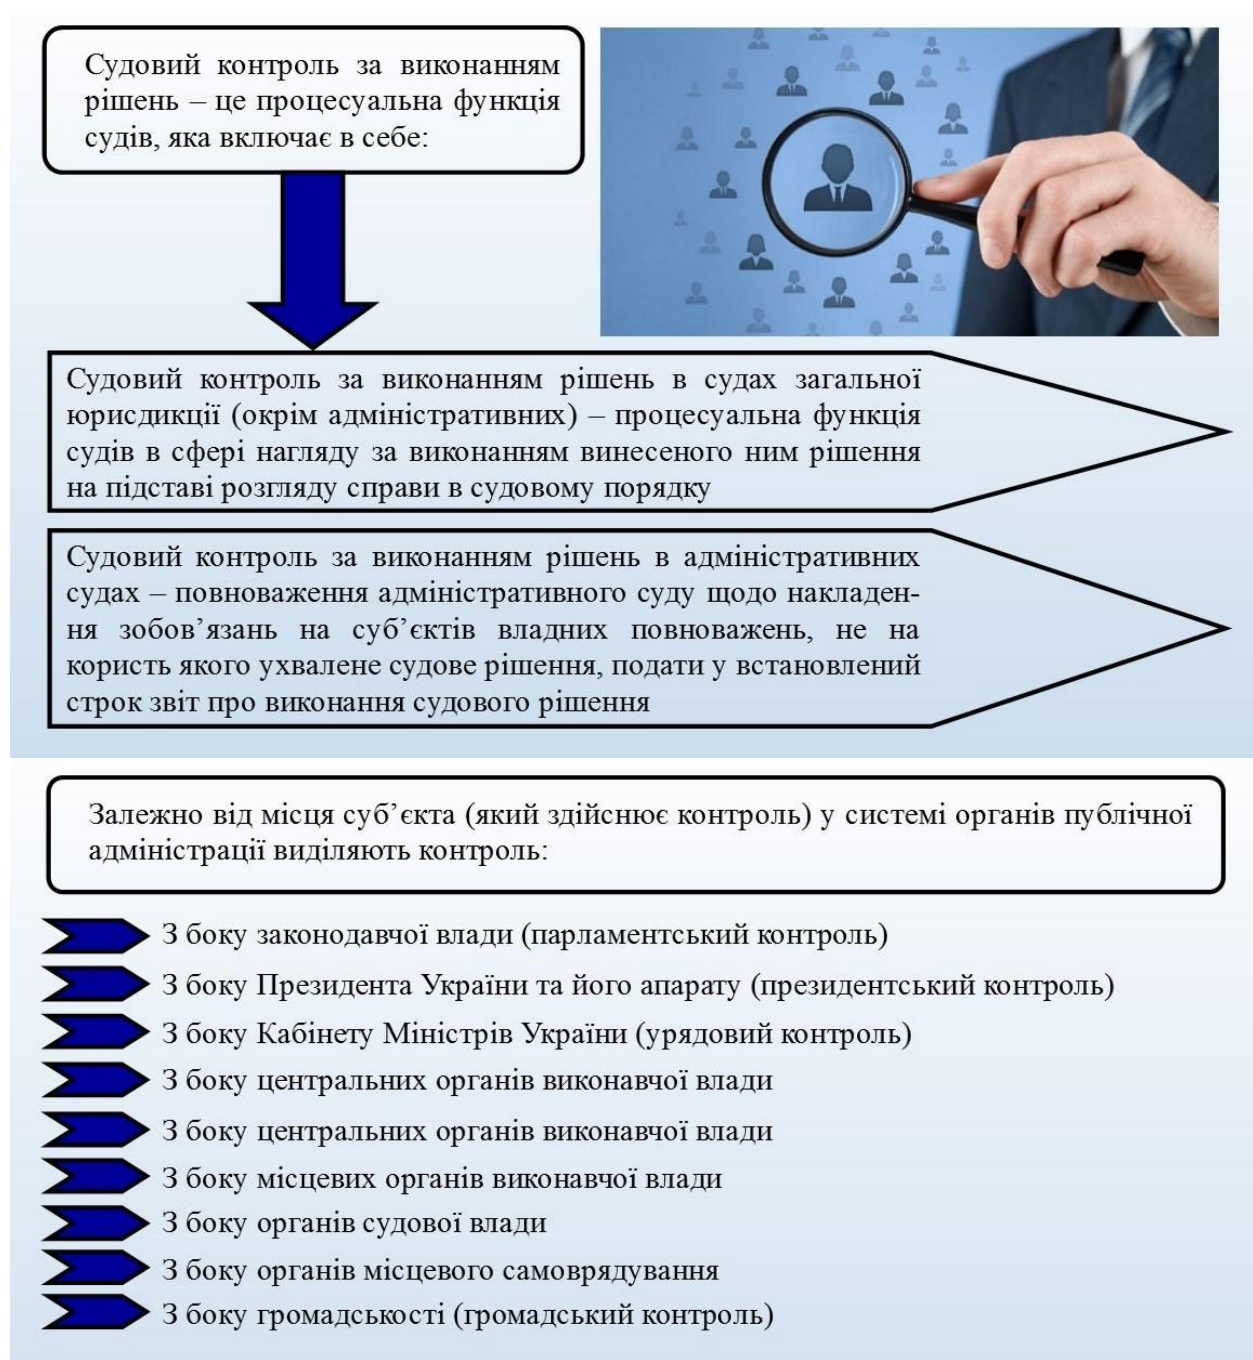 Судовий контроль за виконанням
рішень – це процесуальна функція
судів, яка включає в себе:
Судовий контроль за виконанням рішень в судах загальної
юрисдикції (окрім адміністративних) – процесуальна функція
судів в сфері нагляду за виконанням винесеного ним рішення
на підставі розгляду справи в судовому порядку
Судовий контроль за виконанням рішень в адміністративних
судах – повноваження адміністративного суду щодо накладен-
ня зобов’язань на суб’єктів владних повноважень, не на
користь якого ухвалене судове рішення, подати у встановлений
строк звіт про виконання судового рішення
Залежно від місця суб’єкта (який здійснює контроль) у системі органів публічної
адміністрації виділяють контроль:
З боку законодавчої влади (парламентський контроль)
З боку Президента України та його апарату (президентський контроль)
З боку Кабінету Міністрів України (урядовий контроль)
З боку центральних органів виконавчої влади
З боку центральних органів виконавчої влади
З боку місцевих органів виконавчої влади
З боку органів судової влади
З боку органів місцевого самоврядування
З боку громадськості (громадський контроль)